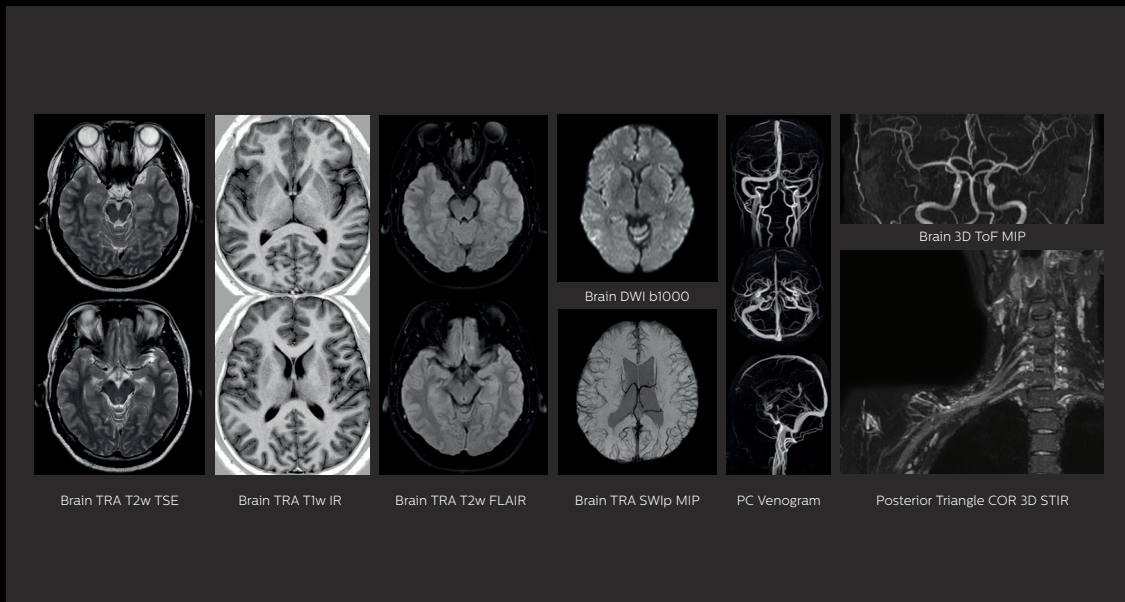 Brain 3D ToF MIP
Brain DWI b1000
Brain TRA T2w TSE
Brain TRA T1w IR
Brain TRA T2w FLAIR
Brain TRA SWIp MIP
PC Venogram
Posterior Triangle COR 3D STIR